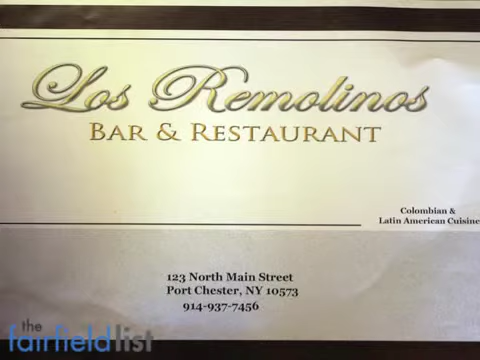 Los Remolinos
BAR & RESTAURANT
Colombian &
Latin American Cuisine
123 North Main Street
Port Chester, NY 10573
914-937-7456
the
fairfieldlist